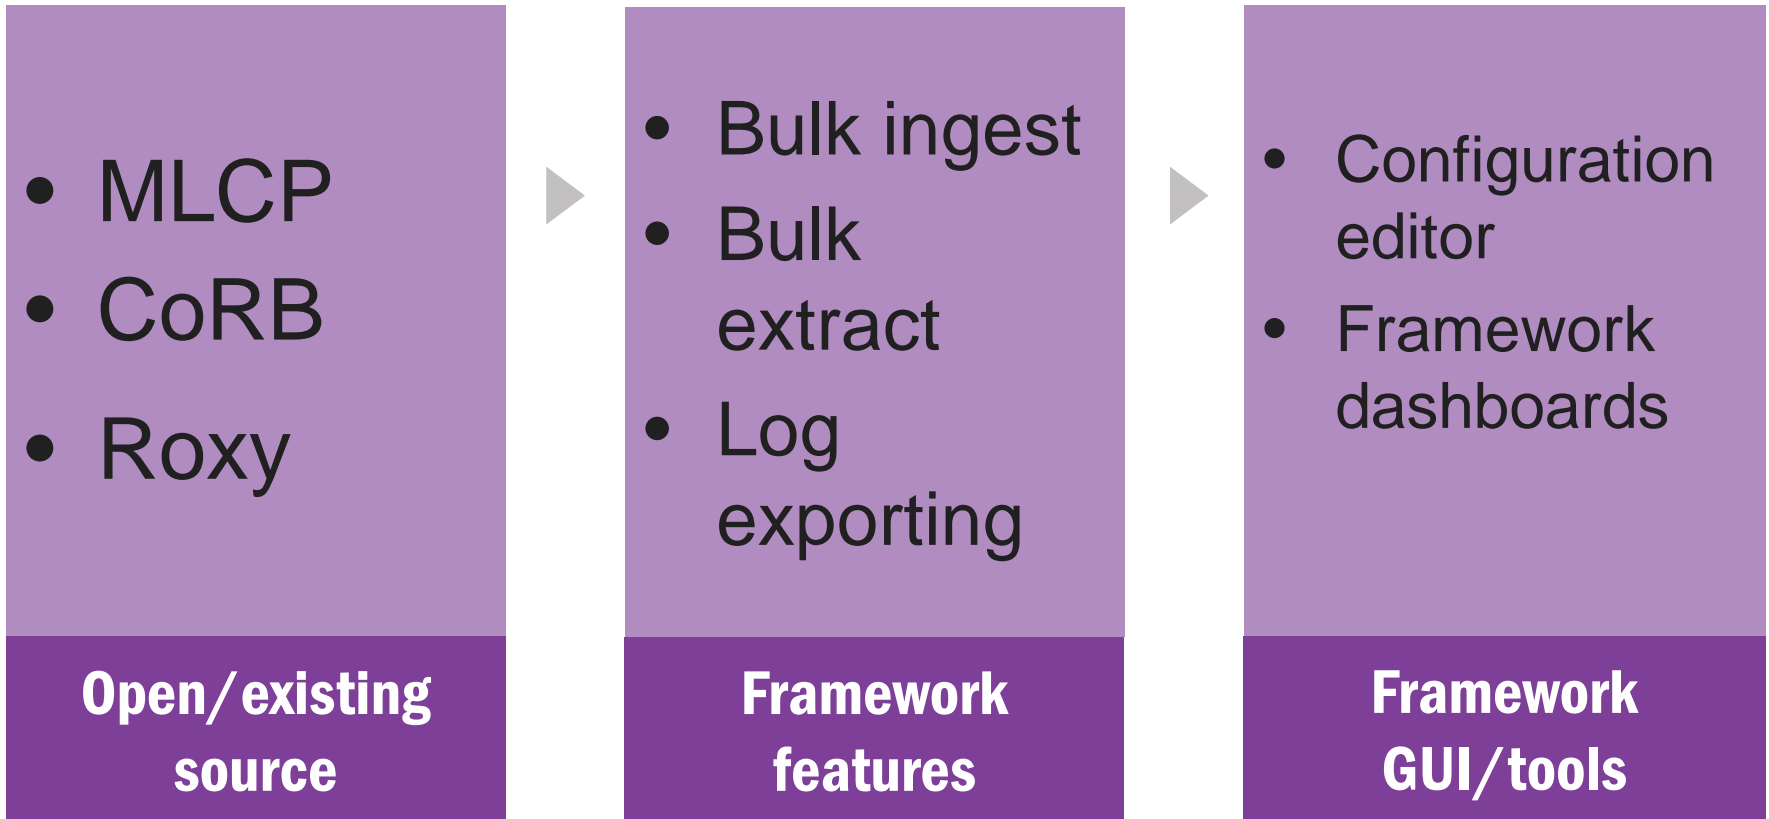 • MLCP
• CoRB
• Roxy
Open/existing
source
• Bulk ingest
• Bulk
extract
• Log
exporting
Framework
features
• Configuration
editor
• Framework
dashboards
Framework
GUI/tools